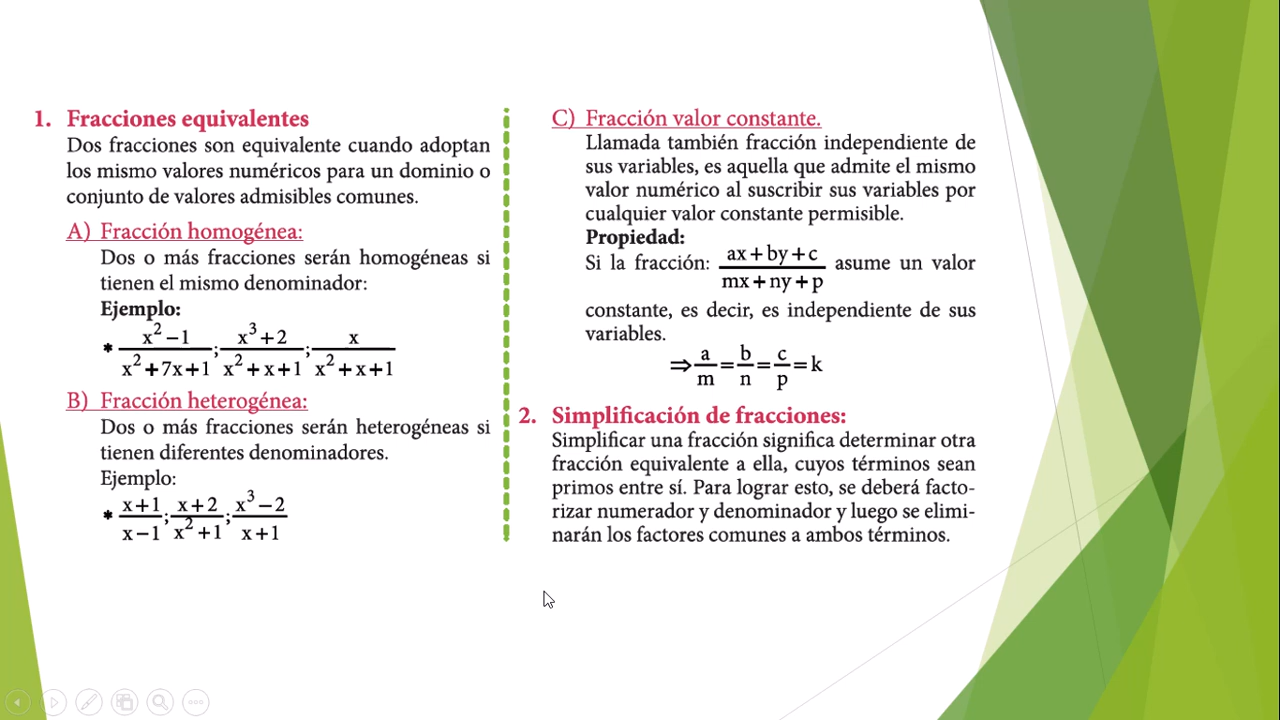 1. Fracciones equivalentes
Dos fracciones son equivalente cuando adoptan
los mismo valores numéricos para un dominio o
conjunto de valores admisibles comunes.
A) Fracción homogénea:
Dos o más fracciones serán homogéneas si
tienen el mismo denominador:
Ejemplo:
* (x²−1)/(x²+7x+1); (x³+2)/(x²+x+1); x/(x²+x+1)
B) Fracción heterogénea:
Dos o más fracciones serán heterogéneas si
tienen diferentes denominadores.
Ejemplo:
* (x+1)/(x−1); (x+2)/(x²+1); (x³−2)/(x+1)
C) Fracción valor constante.
Llamada también fracción independiente de
sus variables, es aquella que admite el mismo
valor numérico al suscribir sus variables por
cualquier valor constante permisible.
Propiedad:
Si la fracción: (ax+by+c)/(mx+ny+p) asume un valor
constante, es decir, es independiente de sus
variables.
⇒ a/m = b/n = c/p = k
2. Simplificación de fracciones:
Simplificar una fracción significa determinar otra
fracción equivalente a ella, cuyos términos sean
primos entre sí. Para lograr esto, se deberá facto-
rizar numerador y denominador y luego se elimi-
narán los factores comunes a ambos términos.